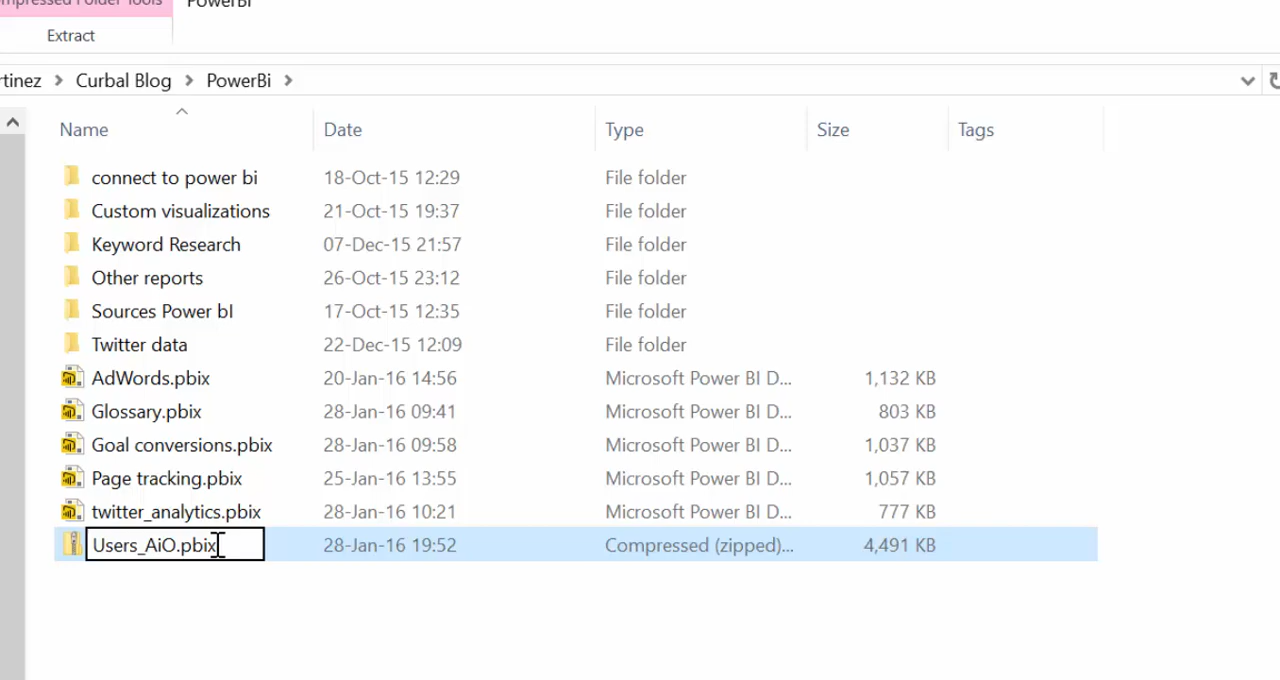 Compressed Folder Tools PowerBi
Extract
rtinez > Curbal Blog > PowerBi >
Name Date Type Size Tags
connect to power bi 18-Oct-15 12:29 File folder
Custom visualizations 21-Oct-15 19:37 File folder
Keyword Research 07-Dec-15 21:57 File folder
Other reports 26-Oct-15 23:12 File folder
Sources Power bI 17-Oct-15 12:35 File folder
Twitter data 22-Dec-15 12:09 File folder
AdWords.pbix 20-Jan-16 14:56 Microsoft Power BI D... 1,132 KB
Glossary.pbix 28-Jan-16 09:41 Microsoft Power BI D... 803 KB
Goal conversions.pbix 28-Jan-16 09:58 Microsoft Power BI D... 1,037 KB
Page tracking.pbix 25-Jan-16 13:55 Microsoft Power BI D... 1,057 KB
twitter_analytics.pbix 28-Jan-16 10:21 Microsoft Power BI D... 777 KB
Users_AiO.pbix 28-Jan-16 19:52 Compressed (zipped)... 4,491 KB